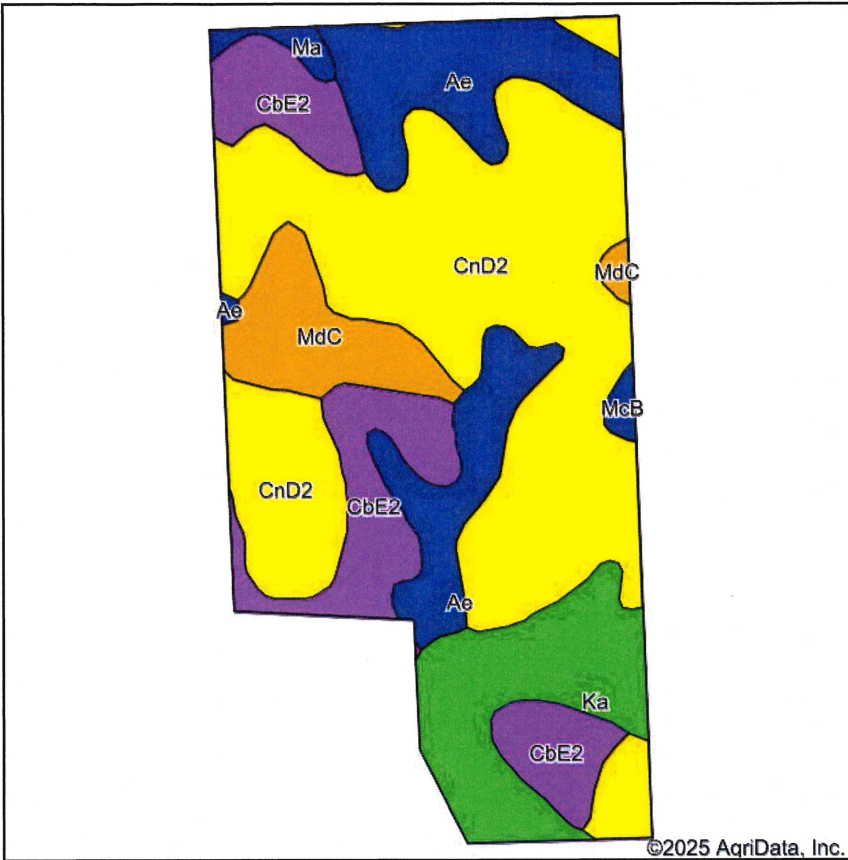 Ma
Ae
CbE2
CnD2
MdC
Ae
MdC
McB
CnD2
CbE2
Ae
Ka
CbE2
©2025 AgriData, Inc.